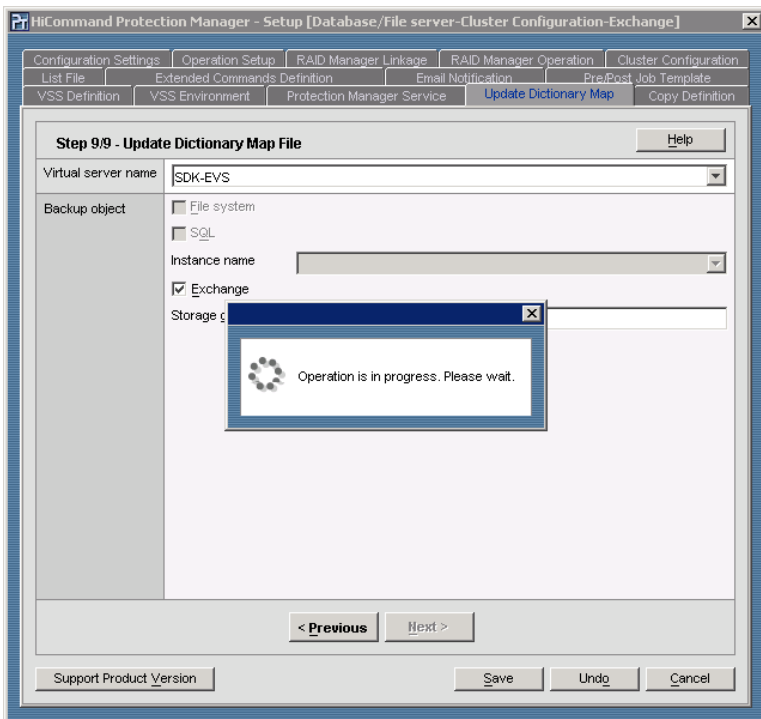 HiCommand Protection Manager - Setup [Database/File server-Cluster Configuration-Exchange]
Configuration Settings Operation Setup RAID Manager Linkage RAID Manager Operation Cluster Configuration
List File Extended Commands Definition Email Notification Pre/Post Job Template
VSS Definition VSS Environment Protection Manager Service Update Dictionary Map Copy Definition
Step 9/9 - Update Dictionary Map File
Help
Virtual server name SDK-EVS
Backup object File system
SQL
Instance name
Exchange
Storage
Operation is in progress. Please wait.
< Previous Next >
Support Product Version Save Undo Cancel